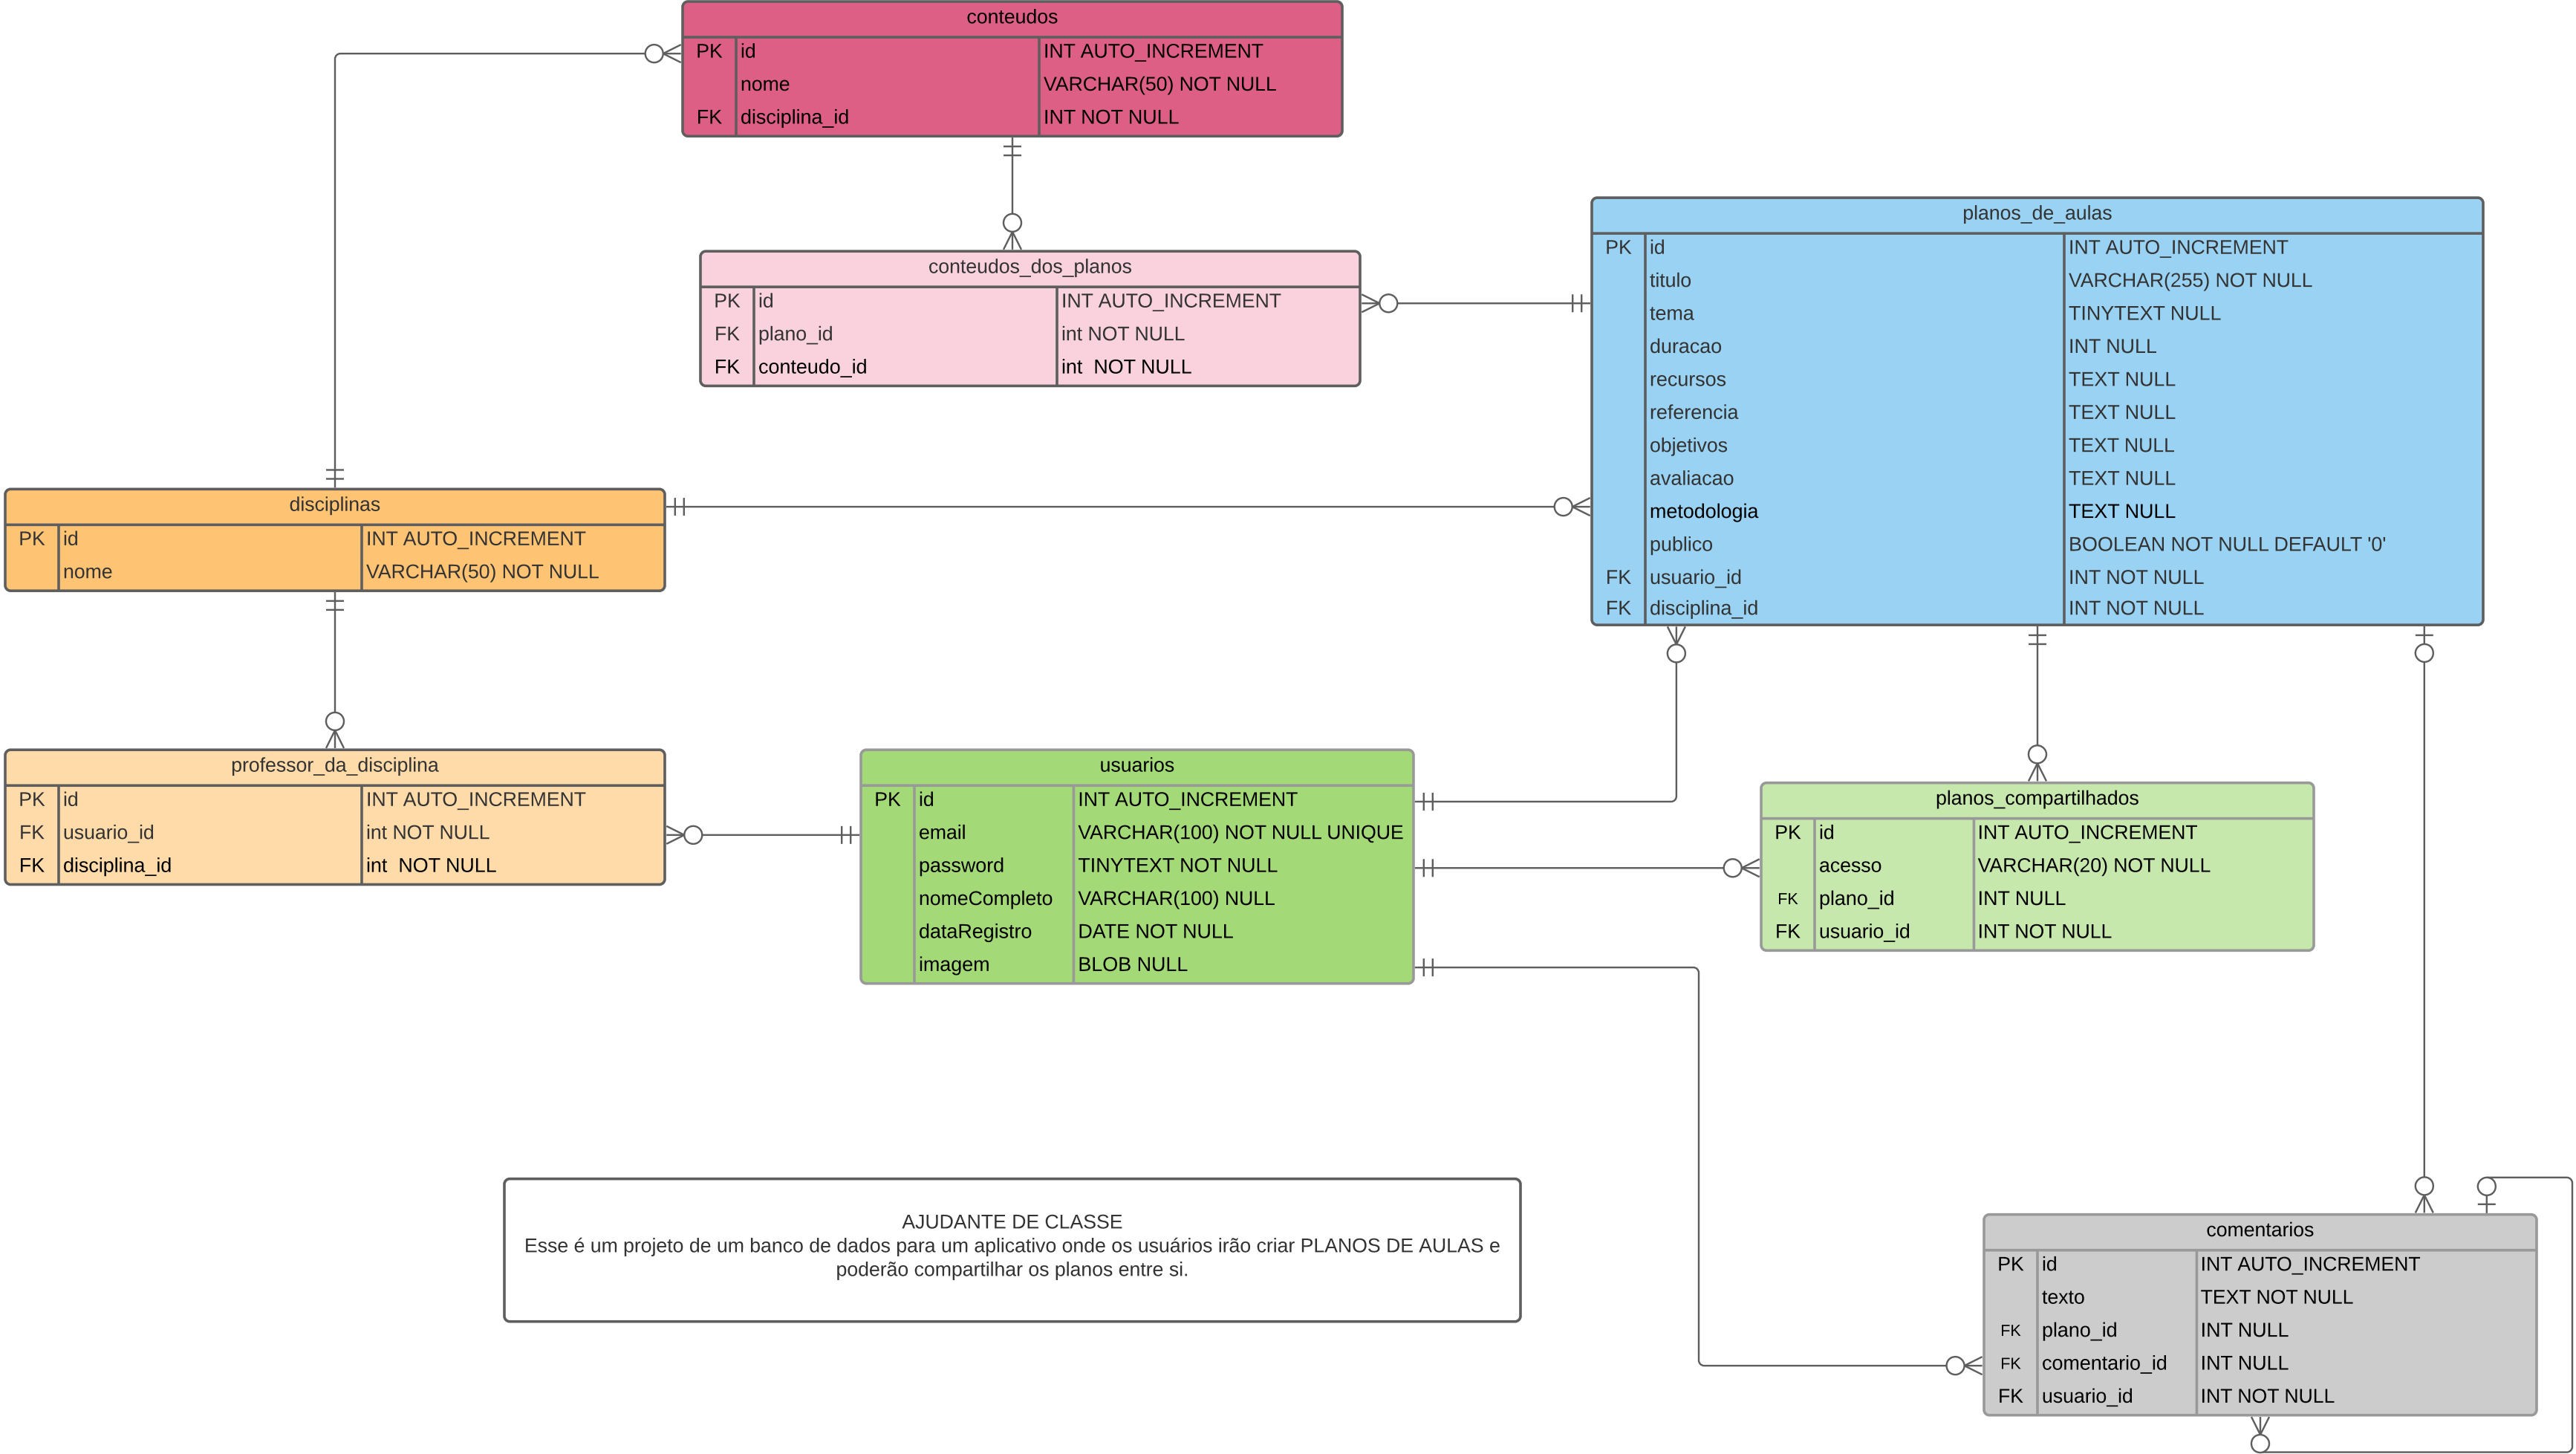 conteudos
PK id INT AUTO_INCREMENT
nome VARCHAR(50) NOT NULL
FK disciplina_id INT NOT NULL
planos_de_aulas
PK id INT AUTO_INCREMENT
titulo VARCHAR(255) NOT NULL
tema TINYTEXT NULL
duracao INT NULL
recursos TEXT NULL
referencia TEXT NULL
objetivos TEXT NULL
avaliacao TEXT NULL
metodologia TEXT NULL
publico BOOLEAN NOT NULL DEFAULT '0'
FK usuario_id INT NOT NULL
FK disciplina_id INT NOT NULL
conteudos_dos_planos
PK id INT AUTO_INCREMENT
FK plano_id int NOT NULL
FK conteudo_id int  NOT NULL
disciplinas
PK id INT AUTO_INCREMENT
nome VARCHAR(50) NOT NULL
professor_da_disciplina
PK id INT AUTO_INCREMENT
FK usuario_id int NOT NULL
FK disciplina_id int  NOT NULL
usuarios
PK id INT AUTO_INCREMENT
email VARCHAR(100) NOT NULL UNIQUE
password TINYTEXT NOT NULL
nomeCompleto VARCHAR(100) NULL
dataRegistro DATE NOT NULL
imagem BLOB NULL
planos_compartilhados
PK id INT AUTO_INCREMENT
acesso VARCHAR(20) NOT NULL
FK plano_id INT NULL
FK usuario_id INT NOT NULL
AJUDANTE DE CLASSE
Esse é um projeto de um banco de dados para um aplicativo onde os usuários irão criar PLANOS DE AULAS e
poderão compartilhar os planos entre si.
comentarios
PK id INT AUTO_INCREMENT
texto TEXT NOT NULL
FK plano_id INT NULL
FK comentario_id INT NULL
FK usuario_id INT NOT NULL